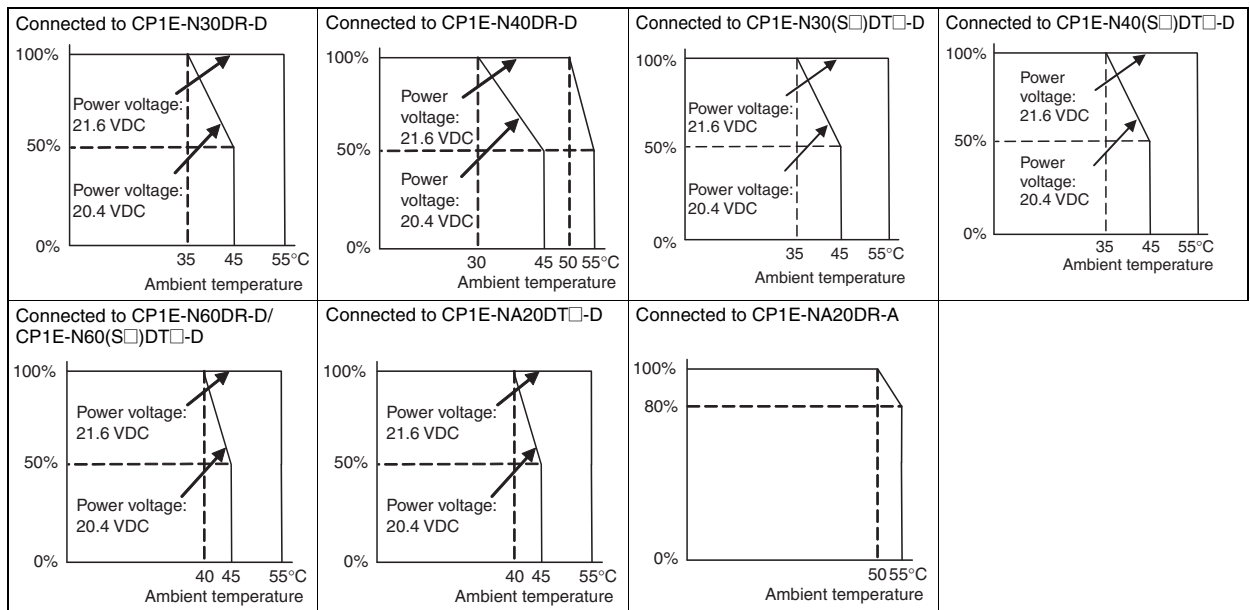 Connected to CP1E-N30DR-D
100%
Power voltage:
21.6 VDC
50%
Power voltage:
20.4 VDC
0%
35 45 55°C
Ambient temperature
Connected to CP1E-N40DR-D
100%
Power
voltage:
21.6 VDC
50%
Power
voltage:
20.4 VDC
0%
30 45 50 55°C
Ambient temperature
Connected to CP1E-N30(S□)DT□-D
100%
Power voltage:
21.6 VDC
50%
Power voltage:
20.4 VDC
0%
35 45 55°C
Ambient temperature
Connected to CP1E-N40(S□)DT□-D
100%
Power
voltage:
21.6 VDC
50%
Power
voltage:
20.4 VDC
0%
35 45 55°C
Ambient temperature
Connected to CP1E-N60DR-D/
CP1E-N60(S□)DT□-D
100%
Power voltage:
21.6 VDC
50%
Power voltage:
20.4 VDC
0%
40 45 55°C
Ambient temperature
Connected to CP1E-NA20DT□-D
100%
Power voltage:
21.6 VDC
50%
Power voltage:
20.4 VDC
0%
40 45 55°C
Ambient temperature
Connected to CP1E-NA20DR-A
100%
80%
0%
50 55°C
Ambient temperature